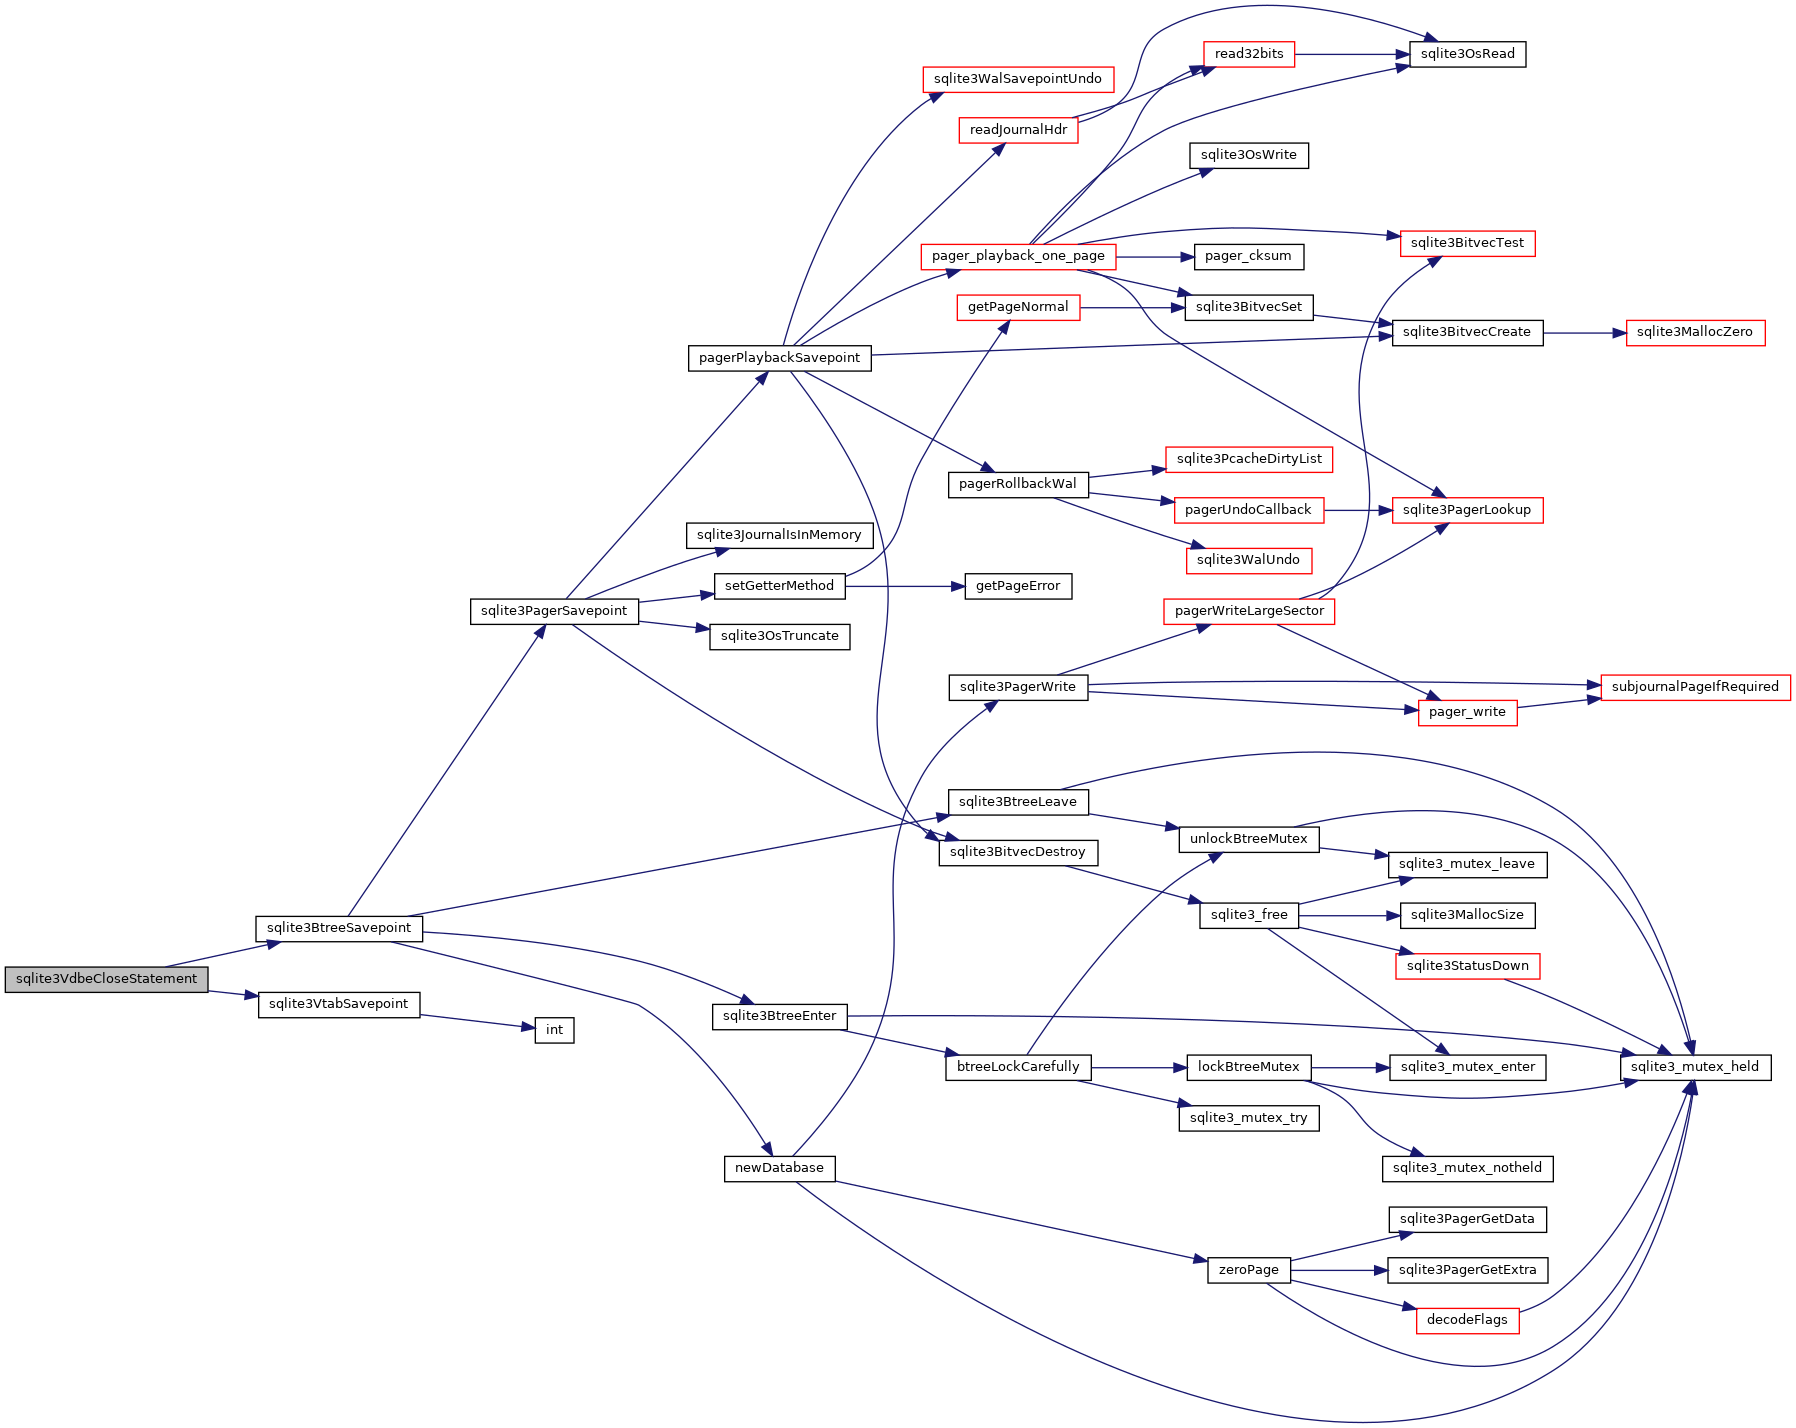 sqlite3VdbeCloseStatement
sqlite3BtreeSavepoint
sqlite3VtabSavepoint
int
sqlite3PagerSavepoint
pagerPlaybackSavepoint
sqlite3JournalIsInMemory
setGetterMethod
sqlite3OsTruncate
sqlite3BtreeEnter
newDatabase
sqlite3WalSavepointUndo
readJournalHdr
pager_playback_one_page
getPageNormal
pagerRollbackWal
getPageError
sqlite3PagerWrite
sqlite3BtreeLeave
sqlite3BitvecDestroy
btreeLockCarefully
read32bits
sqlite3OsWrite
pager_cksum
sqlite3BitvecSet
sqlite3PcacheDirtyList
pagerUndoCallback
sqlite3WalUndo
pagerWriteLargeSector
unlockBtreeMutex
sqlite3_free
lockBtreeMutex
sqlite3_mutex_try
zeroPage
sqlite3OsRead
sqlite3BitvecTest
sqlite3BitvecCreate
sqlite3PagerLookup
pager_write
sqlite3_mutex_leave
sqlite3MallocSize
sqlite3StatusDown
sqlite3_mutex_enter
sqlite3_mutex_notheld
sqlite3PagerGetData
sqlite3PagerGetExtra
decodeFlags
sqlite3MallocZero
subjournalPageIfRequired
sqlite3_mutex_held